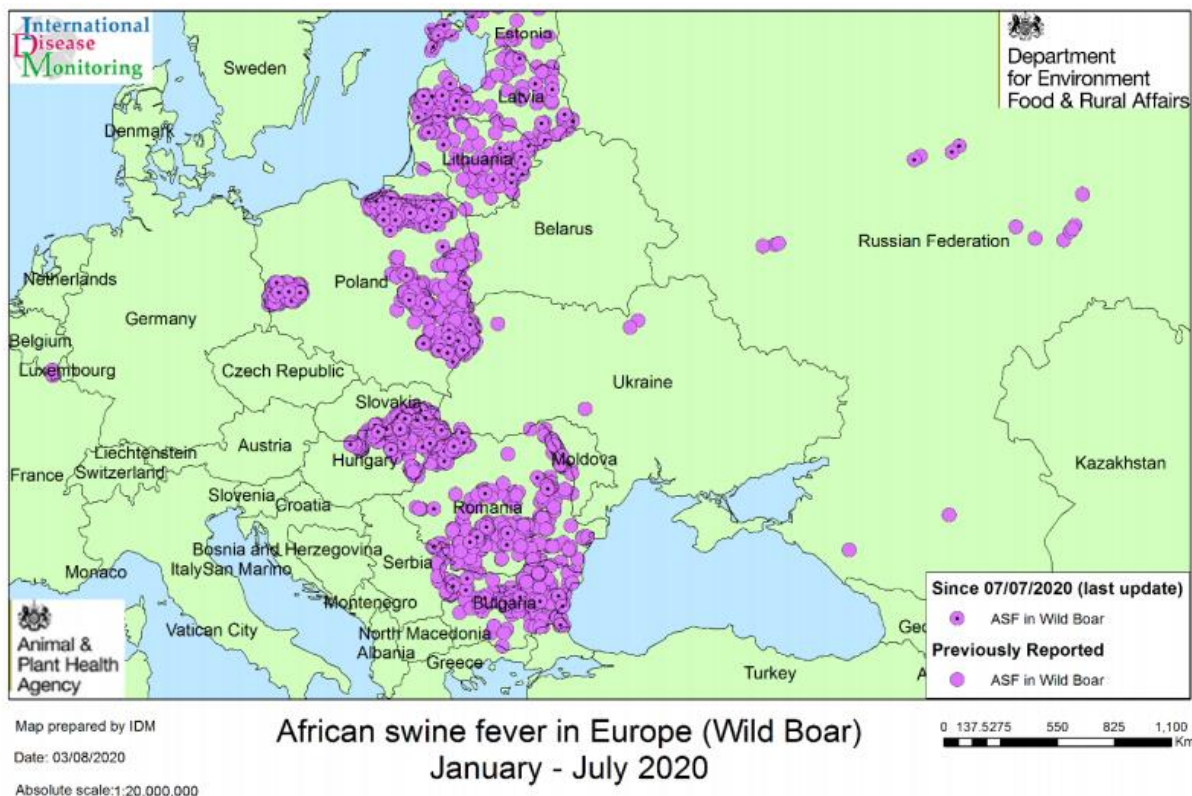 International
Disease
Monitoring
Department
for Environment
Food & Rural Affairs
Estonia
Sweden
Latvia
Denmark
Lithuania
Belarus
Russian Federation
Netherlands
Poland
Germany
Belgium
Luxembourg
Czech Republic
Ukraine
Slovakia
Austria
Liechtenstein
Hungary
Moldova
France
Switzerland
Kazakhstan
Slovenia
Croatia
Romania
Bosnia and Herzegovina
Serbia
Monaco
Italy
San Marino
Montenegro
Bulgaria
Vatican City
North Macedonia
Albania
Greece
Turkey
Geo
A
Animal &
Plant Health
Agency
Since 07/07/2020 (last update)
ASF in Wild Boar
Previously Reported
ASF in Wild Boar
Map prepared by IDM
Date: 03/08/2020
Absolute scale:1:20.000.000
African swine fever in Europe (Wild Boar)
January - July 2020
0 137.5275 550 825 1,100
Km